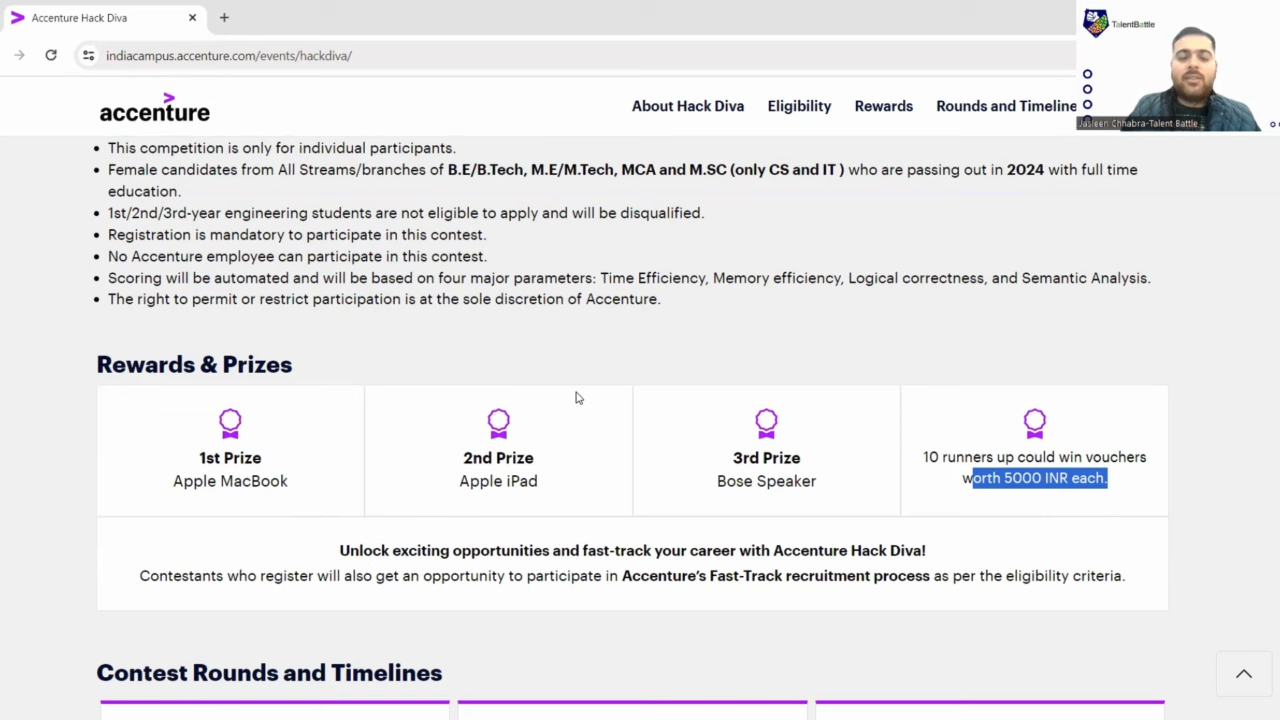 Accenture Hack Diva
indiacampus.accenture.com/events/hackdiva/
TalentBattle
Jasleen Chhabra-Talent Battle
accenture
About Hack Diva Eligibility Rewards Rounds and Timeline
• This competition is only for individual participants.
• Female candidates from All Streams/branches of B.E/B.Tech, M.E/M.Tech, MCA and M.SC (only CS and IT ) who are passing out in 2024 with full time
education.
• 1st/2nd/3rd-year engineering students are not eligible to apply and will be disqualified.
• Registration is mandatory to participate in this contest.
• No Accenture employee can participate in this contest.
• Scoring will be automated and will be based on four major parameters: Time Efficiency, Memory efficiency, Logical correctness, and Semantic Analysis.
• The right to permit or restrict participation is at the sole discretion of Accenture.
Rewards & Prizes
1st Prize
Apple MacBook
2nd Prize
Apple iPad
3rd Prize
Bose Speaker
10 runners up could win vouchers
worth 5000 INR each.
Unlock exciting opportunities and fast-track your career with Accenture Hack Diva!
Contestants who register will also get an opportunity to participate in Accenture's Fast-Track recruitment process as per the eligibility criteria.
Contest Rounds and Timelines